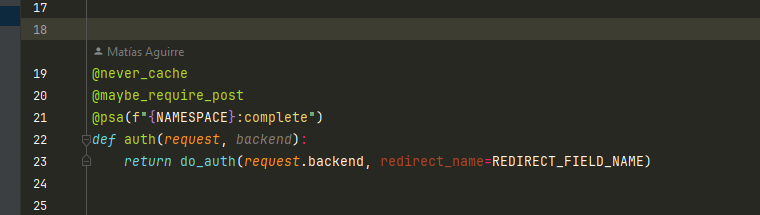 17
18
Matías Aguirre
19 @never_cache
20 @maybe_require_post
21 @psa(f"{NAMESPACE}:complete")
22 def auth(request, backend):
23     return do_auth(request.backend, redirect_name=REDIRECT_FIELD_NAME)
24
25